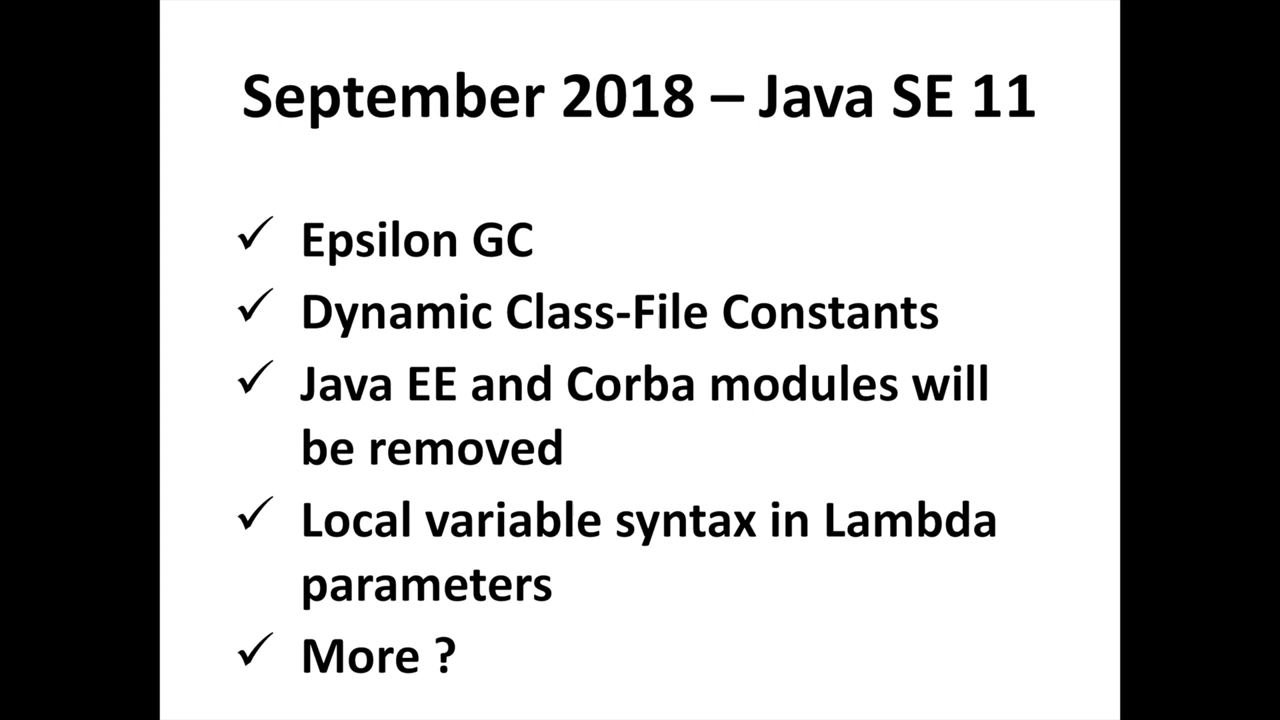 September 2018 – Java SE 11
✓ Epsilon GC
✓ Dynamic Class-File Constants
✓ Java EE and Corba modules will
be removed
✓ Local variable syntax in Lambda
parameters
✓ More ?